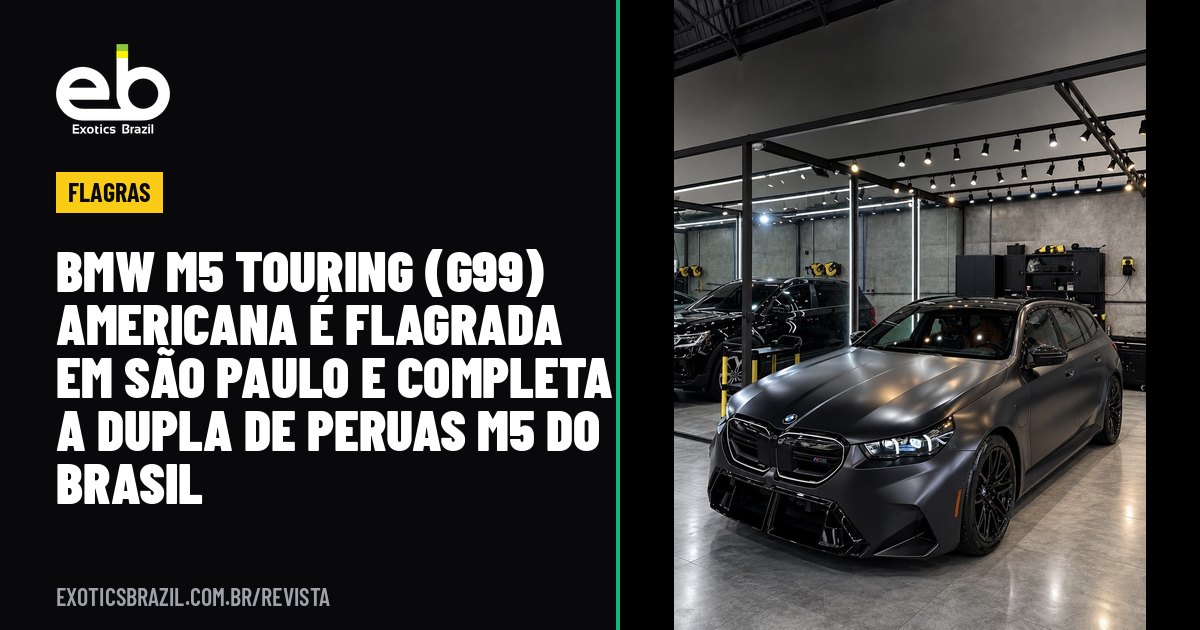 eb
Exotics Brazil
FLAGRAS
BMW M5 TOURING (G99)
AMERICANA É FLAGRADA
EM SÃO PAULO E COMPLETA
A DUPLA DE PERUAS M5 DO
BRASIL
EXOTICSBRAZIL.COM.BR/REVISTA